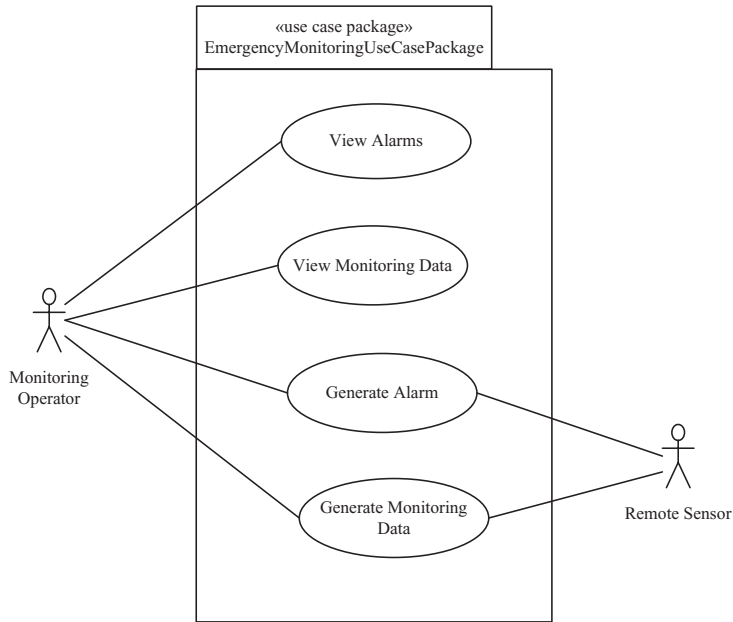 «use case package»
EmergencyMonitoringUseCasePackage
View Alarms
View Monitoring Data
Monitoring
Operator
Generate Alarm
Generate Monitoring
Data
Remote Sensor